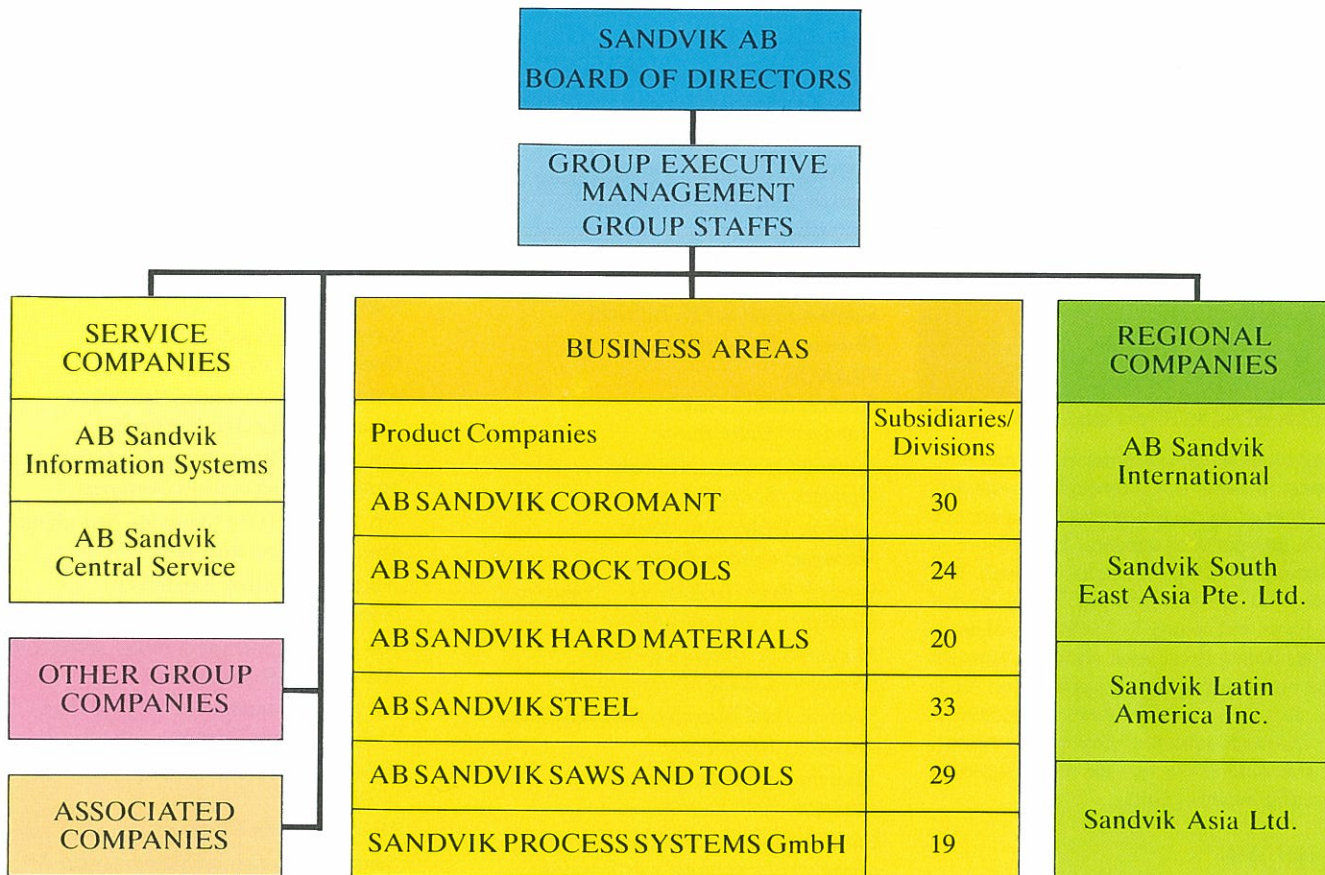 SANDVIK AB
BOARD OF DIRECTORS
GROUP EXECUTIVE
MANAGEMENT
GROUP STAFFS
SERVICE
COMPANIES
AB Sandvik
Information Systems
AB Sandvik
Central Service
OTHER GROUP
COMPANIES
ASSOCIATED
COMPANIES
BUSINESS AREAS
Product Companies
Subsidiaries/
Divisions
AB SANDVIK COROMANT 30
AB SANDVIK ROCK TOOLS 24
AB SANDVIK HARD MATERIALS 20
AB SANDVIK STEEL 33
AB SANDVIK SAWS AND TOOLS 29
SANDVIK PROCESS SYSTEMS GmbH 19
REGIONAL
COMPANIES
AB Sandvik
International
Sandvik South
East Asia Pte. Ltd.
Sandvik Latin
America Inc.
Sandvik Asia Ltd.